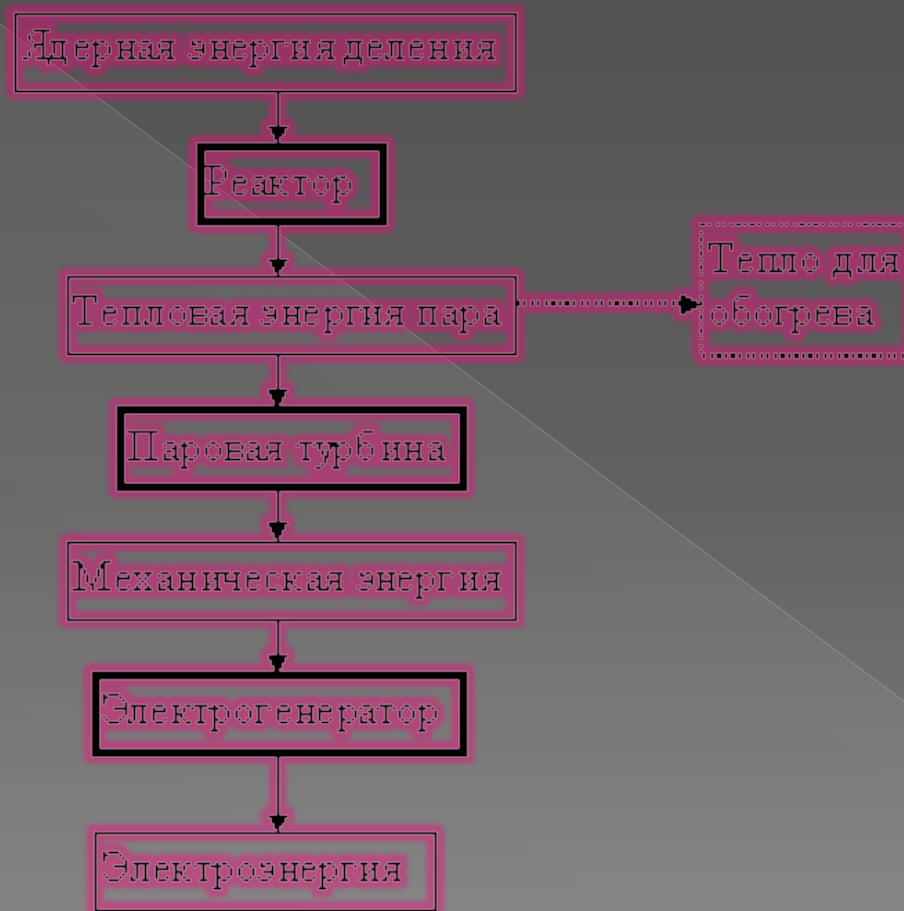 Ядерная энергия деления
Реактор
Тепловая энергия пара
Тепло для
обогрева
Паровая турбина
Механическая энергия
Электрогенератор
Электроэнергия